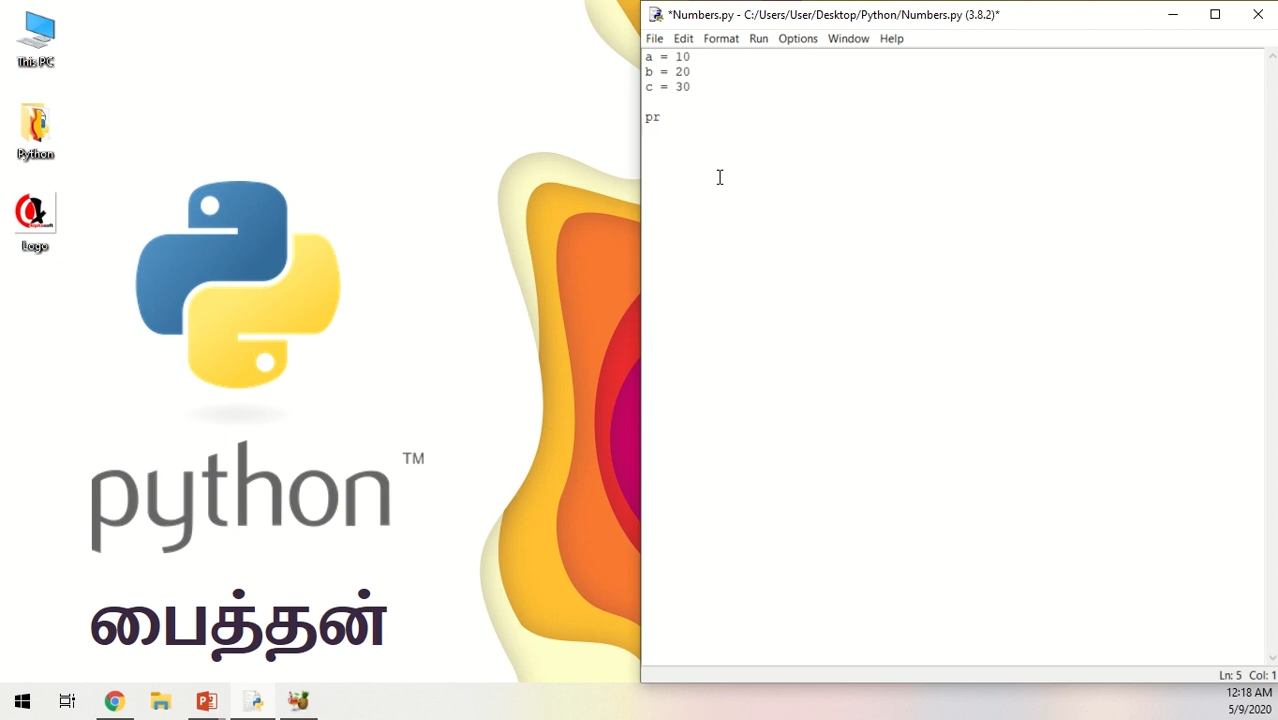 This PC
Python
Logo
python TM
பைத்தன்
*Numbers.py - C:/Users/User/Desktop/Python/Numbers.py (3.8.2)*
File Edit Format Run Options Window Help
a = 10
b = 20
c = 30
pr
Ln: 5 Col: 1
12:18 AM
5/9/2020